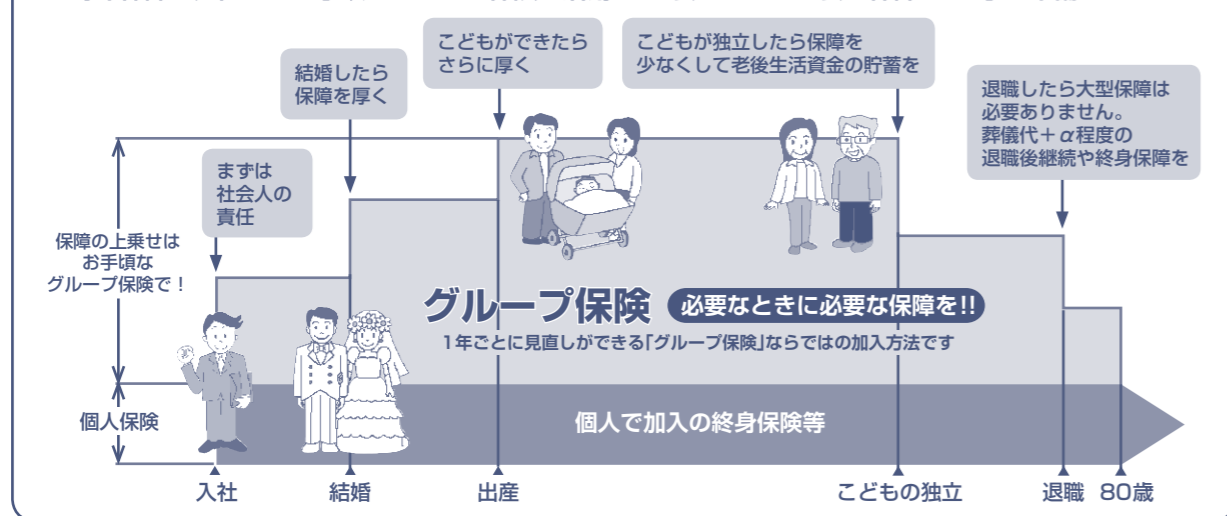 こどもができたら
さらに厚く
こどもが独立したら保障を
少なくして老後生活資金の貯蓄を
結婚したら
保障を厚く
退職したら大型保障は
必要ありません。
葬儀代+α程度の
退職後継続や終身保障を
まずは
社会人の
責任
保障の上乗せは
お手頃な
グループ保険で!
グループ保険 必要なときに必要な保障を!!
1年ごとに見直しができる「グループ保険」ならではの加入方法です
個人保険
個人で加入の終身保険等
入社 結婚 出産 こどもの独立 退職 80歳